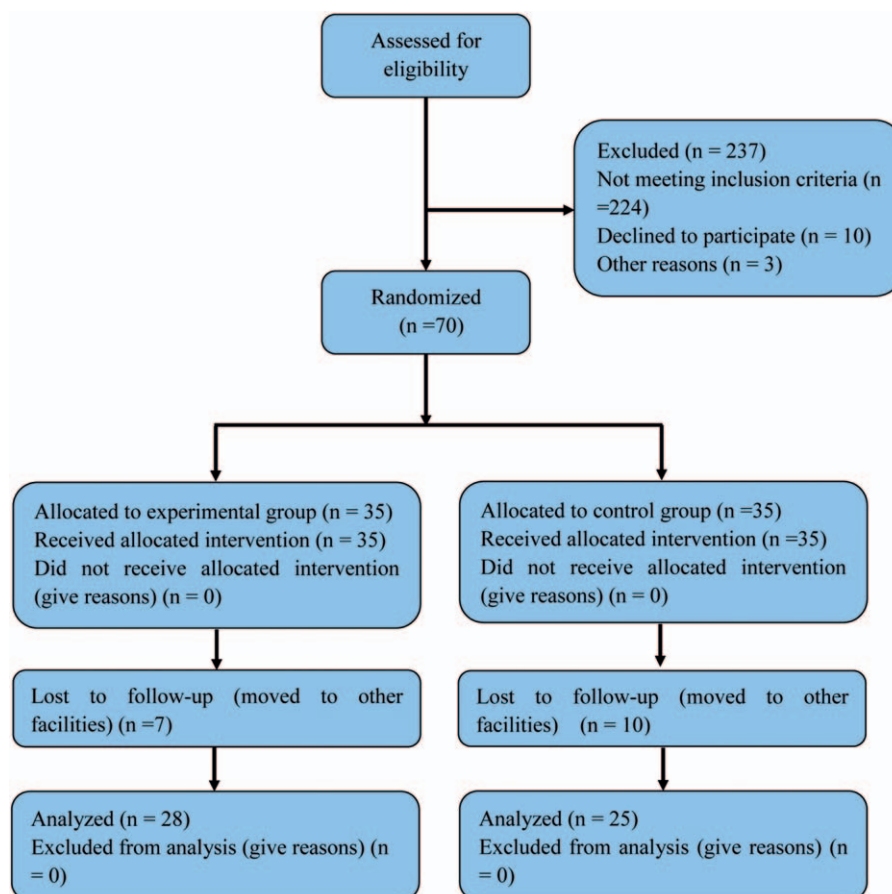 Assessed for
eligibility
Excluded (n = 237)
Not meeting inclusion criteria (n
=224)
Declined to participate (n = 10)
Other reasons (n = 3)
Randomized
(n =70)
Allocated to experimental group (n = 35)
Received allocated intervention (n = 35)
Did not receive allocated intervention
(give reasons) (n = 0)
Allocated to control group (n =35)
Received allocated intervention (n =35)
Did not receive allocated intervention
(give reasons) (n = 0)
Lost to follow-up (moved to other
facilities) (n =7)
Lost to follow-up (moved to other
facilities) (n = 10)
Analyzed (n = 28)
Excluded from analysis (give reasons) (n
= 0)
Analyzed (n = 25)
Excluded from analysis (give reasons) (n
= 0)